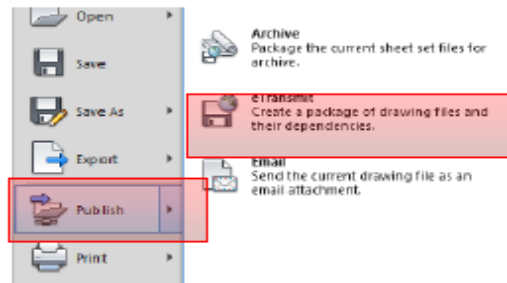 Open
Save
Save As
Export
Publish
Print
Archive
Package the current sheet set files for
archive.
eTransmit
Create a package of drawing files and
their dependencies.
Email
Send the current drawing file as an
email attachment.